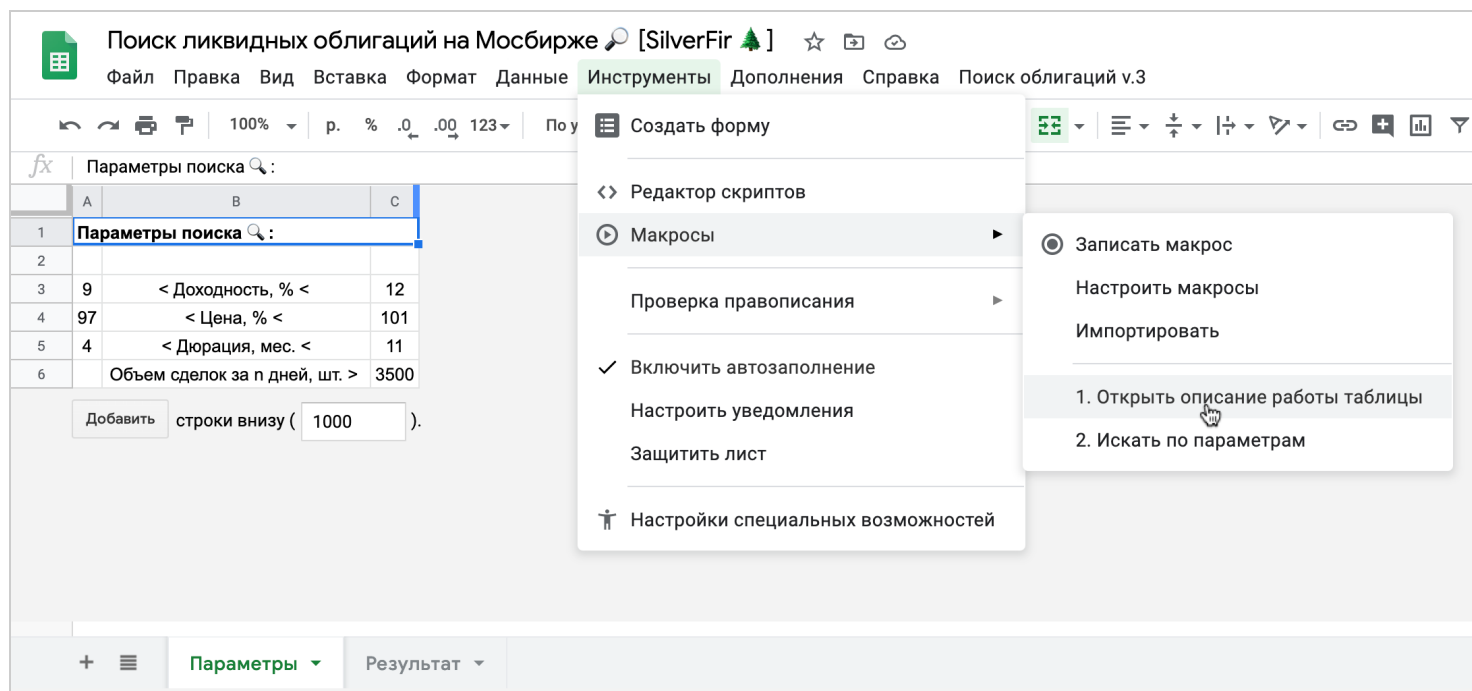 Поиск ликвидных облигаций на Мосбирже 🔎 [SilverFir 🌲]
Файл Правка Вид Вставка Формат Данные Инструменты Дополнения Справка Поиск облигаций v.3
100% р. % .0 .00 123 По у
fx Параметры поиска 🔍 :
A B C
1 Параметры поиска 🔍 :
2
3 9 < Доходность, % < 12
4 97 < Цена, % < 101
5 4 < Дюрация, мес. < 11
6 Объем сделок за n дней, шт. > 3500
Добавить строки внизу ( 1000 ).
Создать форму
Редактор скриптов
Макросы
Проверка правописания
Включить автозаполнение
Настроить уведомления
Защитить лист
Настройки специальных возможностей
Записать макрос
Настроить макросы
Импортировать
1. Открыть описание работы таблицы
2. Искать по параметрам
Параметры Результат